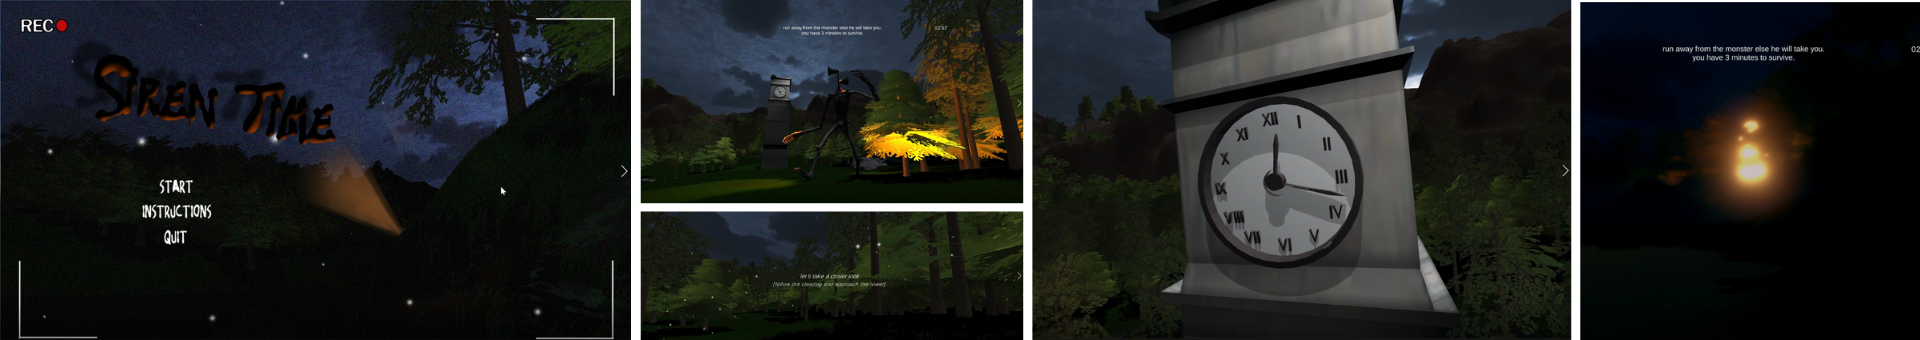 REC
SIREN TIME
START
INSTRUCTIONS
QUIT
run away from the monster else he will take you.
you have 3 minutes to survive.
02:57
let's take a closer look
[follow the clearing and approach the tower]
XII
I
II
III
IV
V
VI
VII
VIII
IX
X
XI
run away from the monster else he will take you.
you have 3 minutes to survive.
02